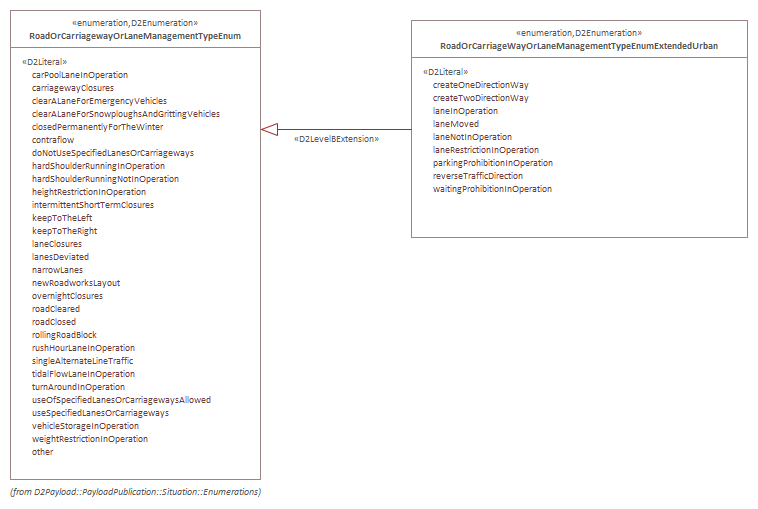 «enumeration,D2Enumeration»
RoadOrCarriagewayOrLaneManagementTypeEnum
«D2Literal»
carPoolLaneInOperation
carriagewayClosures
clearALaneForEmergencyVehicles
clearALaneForSnowploughsAndGrittingVehicles
closedPermanentlyForTheWinter
contraflow
doNotUseSpecifiedLanesOrCarriageways
hardShoulderRunningInOperation
hardShoulderRunningNotInOperation
heightRestrictionInOperation
intermittentShortTermClosures
keepToTheLeft
keepToTheRight
laneClosures
lanesDeviated
narrowLanes
newRoadworksLayout
overnightClosures
roadCleared
roadClosed
rollingRoadBlock
rushHourLaneInOperation
singleAlternateLineTraffic
tidalFlowLaneInOperation
turnAroundInOperation
useOfSpecifiedLanesOrCarriagewaysAllowed
useSpecifiedLanesOrCarriageways
vehicleStorageInOperation
weightRestrictionInOperation
other
(from D2Payload::PayloadPublication::Situation::Enumerations)
«D2LevelBExtension»
«enumeration,D2Enumeration»
RoadOrCarriageWayOrLaneManagementTypeEnumExtendedUrban
«D2Literal»
createOneDirectionWay
createTwoDirectionWay
laneInOperation
laneMoved
laneNotInOperation
laneRestrictionInOperation
parkingProhibitionInOperation
reverseTrafficDirection
waitingProhibitionInOperation